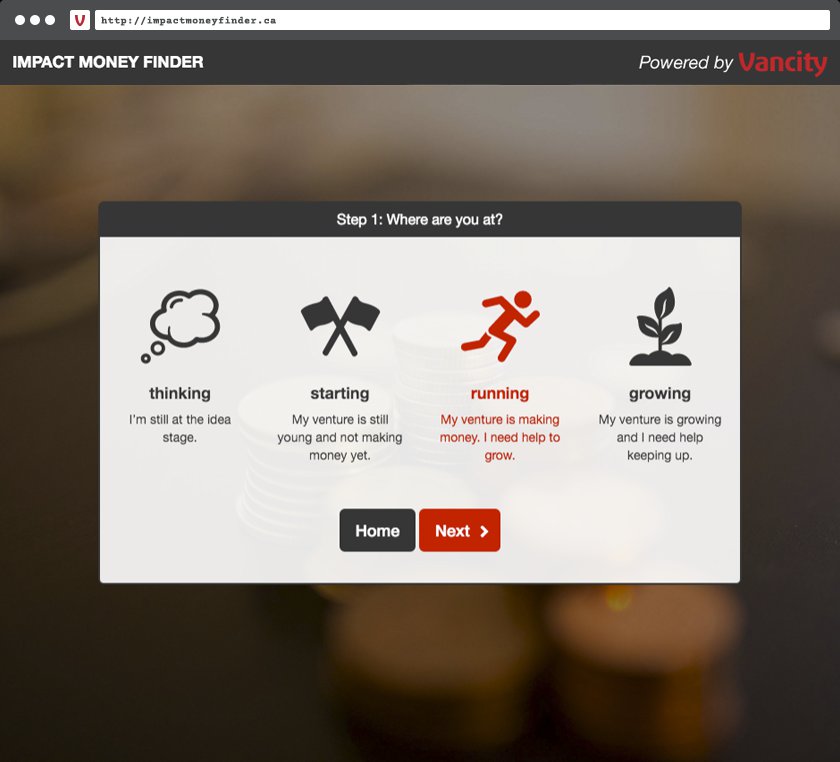 V http://impactmoneyfinder.ca
IMPACT MONEY FINDER
Powered by Vancity
Step 1: Where are you at?
thinking
I'm still at the idea
stage.
starting
My venture is still
young and not making
money yet.
running
My venture is making
money. I need help to
grow.
growing
My venture is growing
and I need help
keeping up.
Home
Next